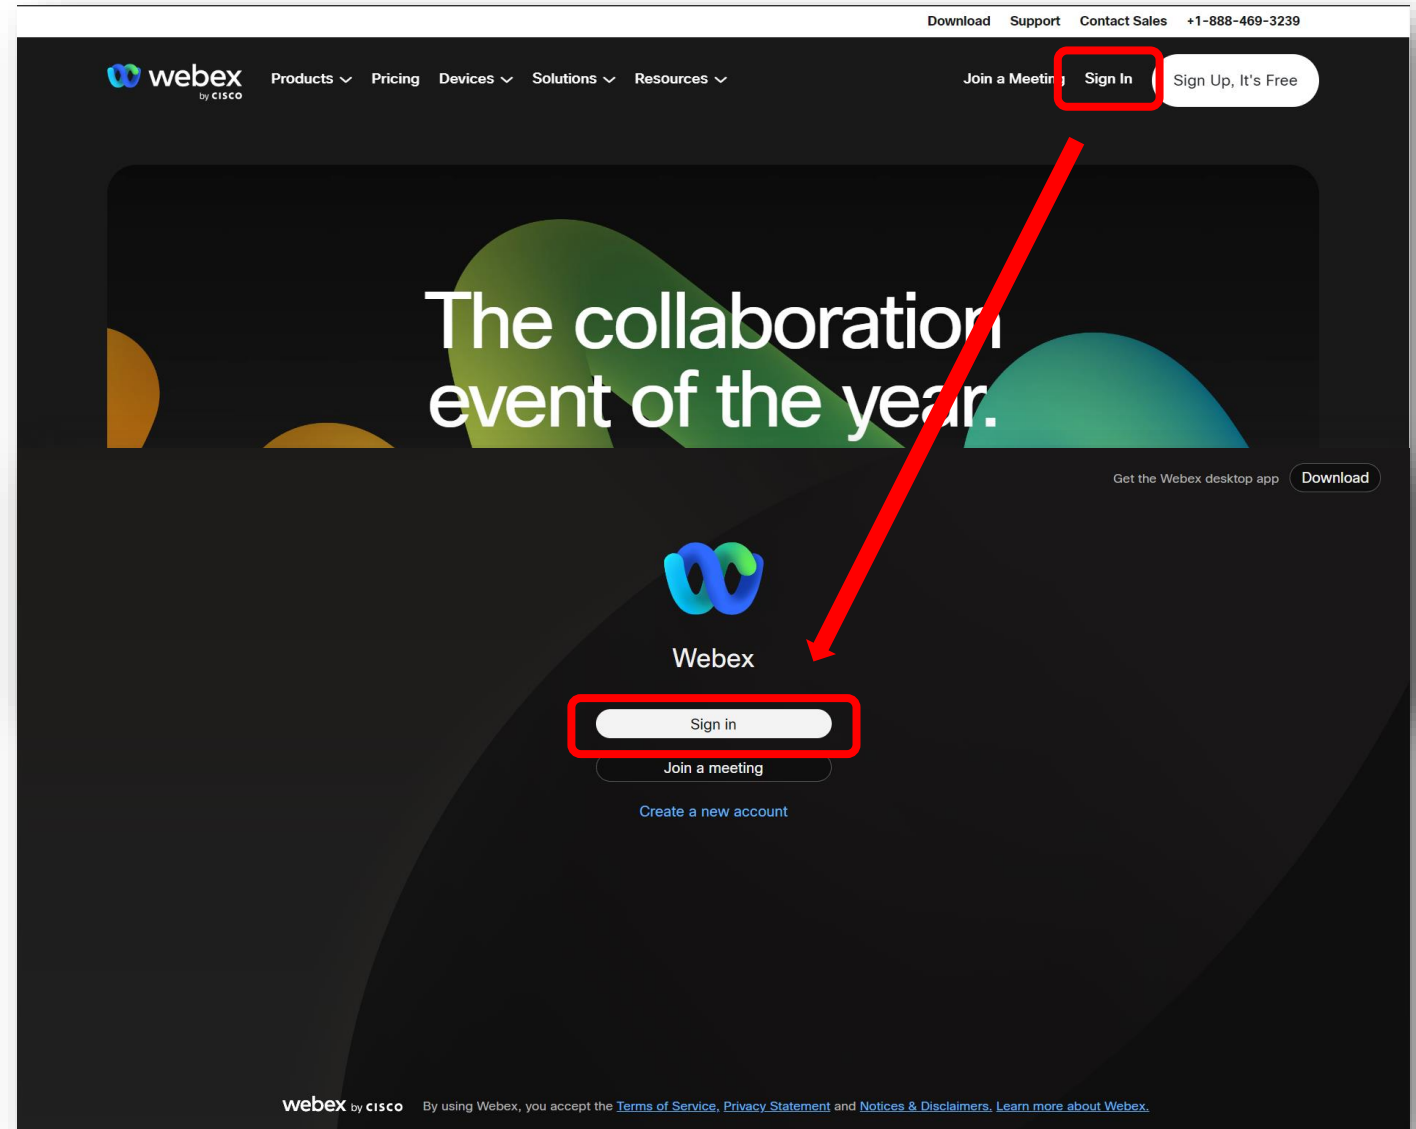 Download Support Contact Sales +1-888-469-3239
webex by CISCO Products Pricing Devices Solutions Resources Join a Meeting Sign In Sign Up, It's Free
The collaboration
event of the year.
Get the Webex desktop app Download
Webex
Sign in
Join a meeting
Create a new account
webex by CISCO By using Webex, you accept the Terms of Service, Privacy Statement and Notices & Disclaimers. Learn more about Webex.